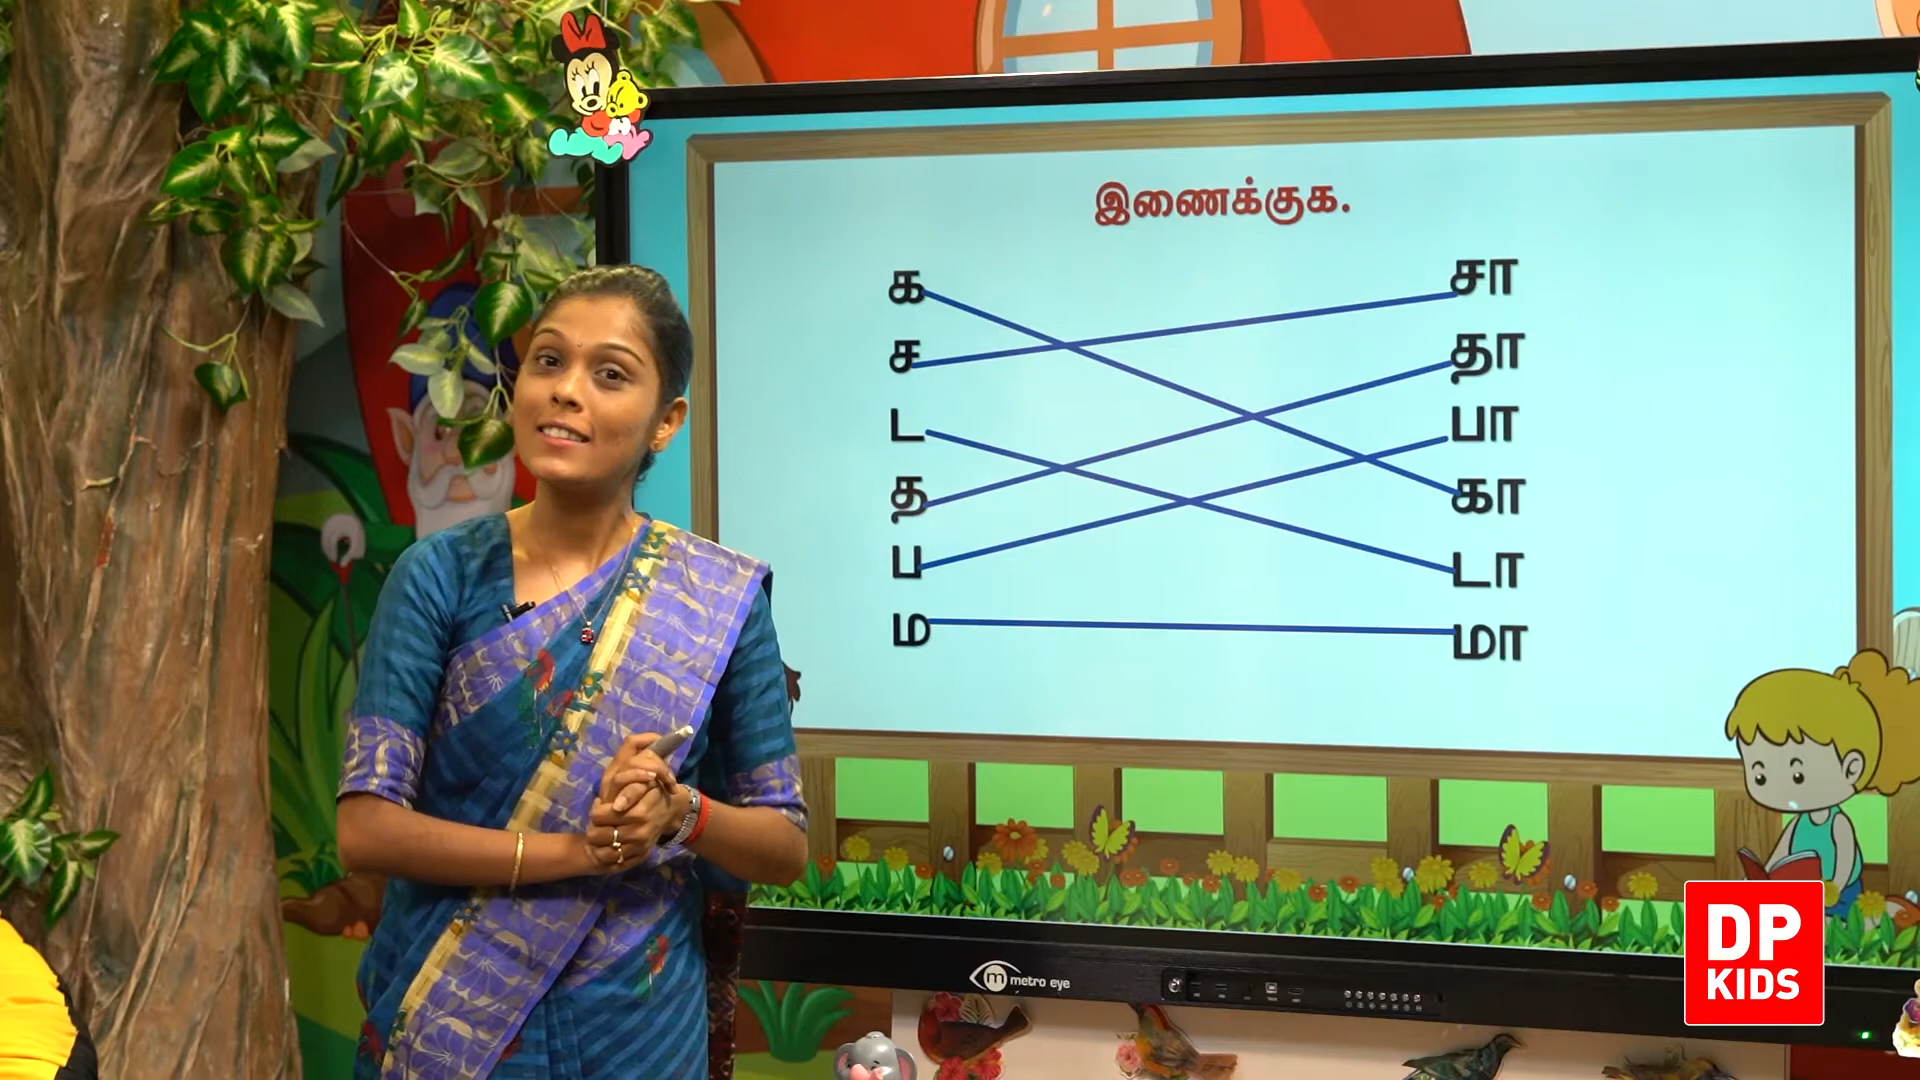 இணைக்குக.
க சா
ச தா
ட பா
த கா
ப டா
ம மா
m metro eye
DP
KIDS